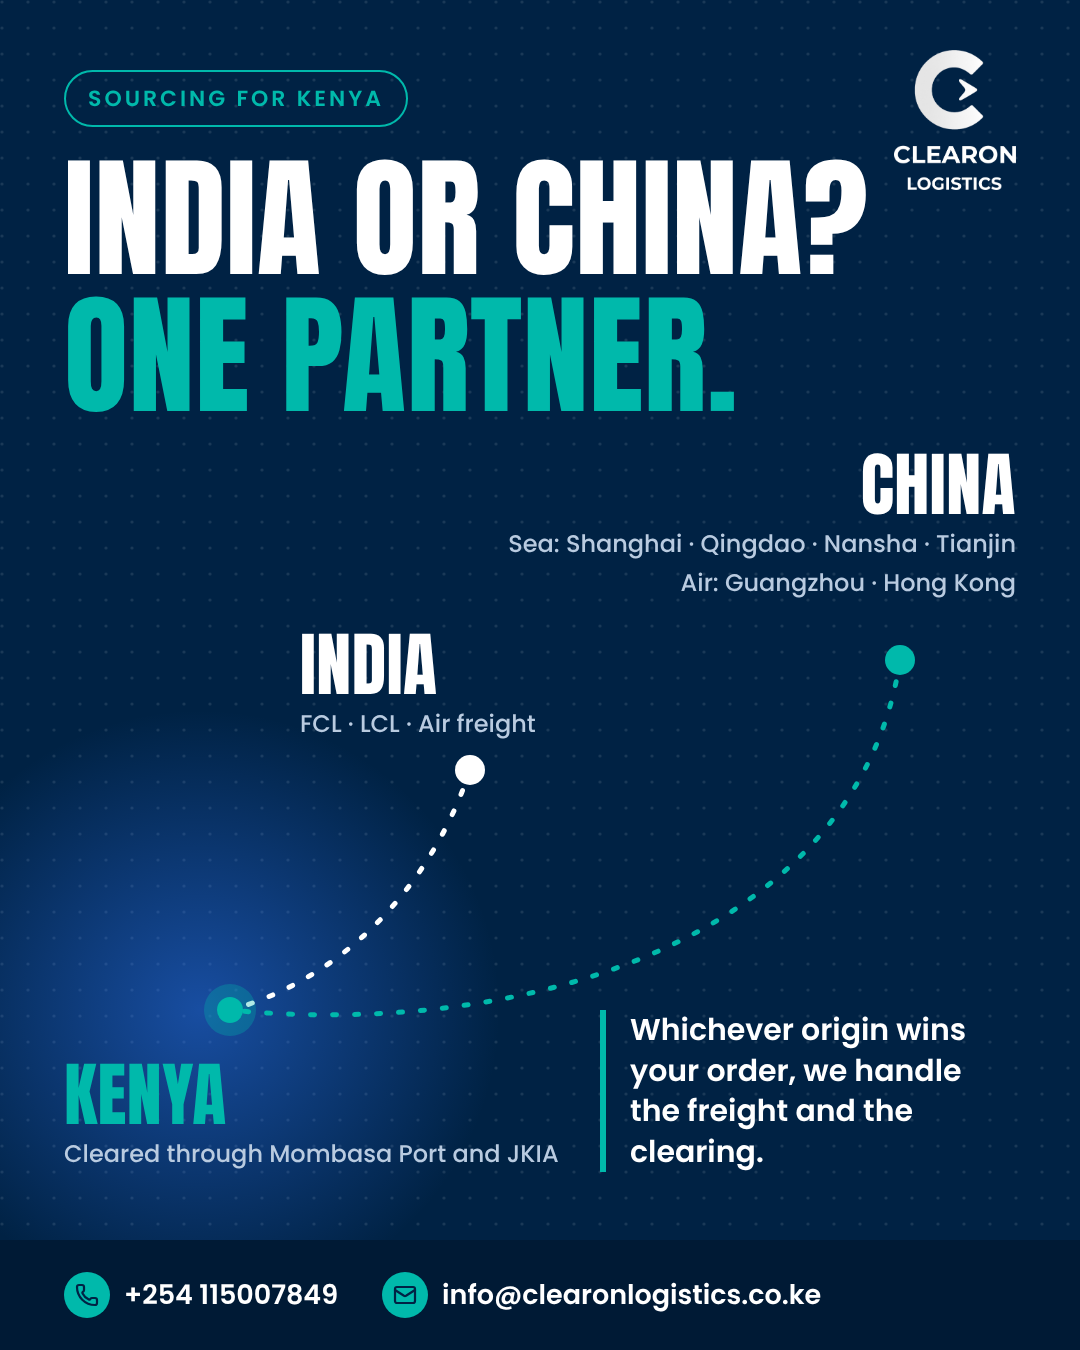 SOURCING FOR KENYA
CLEARON
LOGISTICS
INDIA OR CHINA?
ONE PARTNER.
CHINA
Sea: Shanghai · Qingdao · Nansha · Tianjin
Air: Guangzhou · Hong Kong
INDIA
FCL · LCL · Air freight
KENYA
Cleared through Mombasa Port and JKIA
Whichever origin wins
your order, we handle
the freight and the
clearing.
+254 115007849
info@clearonlogistics.co.ke